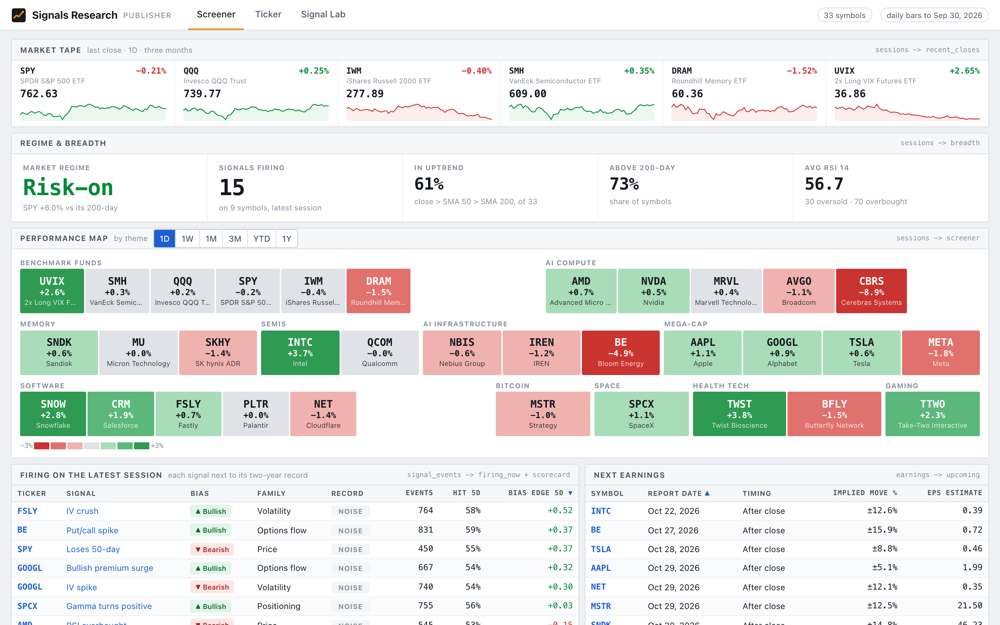 Signals Research PUBLISHER Screener Ticker Signal Lab 33 symbols daily bars to Sep 30, 2026
MARKET TAPE last close · 1D · three months sessions -> recent_closes
SPY −0.21% QQQ +0.25% IWM −0.40% SMH +0.35% DRAM −1.52% UVIX +2.65%
SPDR S&P 500 ETF Invesco QQQ Trust iShares Russell 2000 ETF VanEck Semiconductor ETF Roundhill Memory ETF 2x Long VIX Futures ETF
762.63 739.77 277.89 609.00 60.36 36.86
REGIME & BREADTH sessions -> breadth
MARKET REGIME SIGNALS FIRING IN UPTREND ABOVE 200-DAY AVG RSI 14
Risk-on 15 61% 73% 56.7
SPY +6.0% vs its 200-day on 9 symbols, latest session close > SMA 50 > SMA 200, of 33 share of symbols 30 oversold · 70 overbought
PERFORMANCE MAP by theme 1D 1W 1M 3M YTD 1Y sessions -> screener
BENCHMARK FUNDS AI COMPUTE
UVIX SMH QQQ SPY IWM DRAM AMD NVDA MRVL AVGO CBRS
+2.6% +0.3% +0.2% −0.2% −0.4% −1.5% +0.7% +0.5% +0.4% −1.1% −8.9%
2x Long VIX F... VanEck Semic... Invesco QQQ T... SPDR S&P 50... iShares Russel... Roundhill Mem... Advanced Micro ... Nvidia Marvell Technolo... Broadcom Cerebras Systems
MEMORY SEMIS AI INFRASTRUCTURE MEGA-CAP
SNDK MU SKHY INTC QCOM NBIS IREN BE AAPL GOOGL TSLA META
+0.6% +0.0% −1.4% +3.7% −0.0% −0.6% −1.2% −4.9% +1.1% +0.9% +0.6% −1.8%
Sandisk Micron Technology SK hynix ADR Intel Qualcomm Nebius Group IREN Bloom Energy Apple Alphabet Tesla Meta
SOFTWARE BITCOIN SPACE HEALTH TECH GAMING
SNOW CRM FSLY PLTR NET MSTR SPCX TWST BFLY TTWO
+2.8% +1.9% +0.7% +0.0% −1.4% −1.0% +1.1% +3.8% −1.5% +2.3%
Snowflake Salesforce Fastly Palantir Cloudflare Strategy SpaceX Twist Bioscience Butterfly Network Take-Two Interactive
−3% +3%
FIRING ON THE LATEST SESSION each signal next to its two-year record signal_events -> firing_now + scorecard
TICKER SIGNAL BIAS FAMILY RECORD EVENTS HIT 5D BIAS EDGE 5D ▼
FSLY IV crush ▲ Bullish Volatility NOISE 764 58% +0.52
BE Put/call spike ▲ Bullish Options flow NOISE 831 59% +0.37
SPY Loses 50-day ▼ Bearish Price NOISE 450 55% +0.37
GOOGL Bullish premium surge ▲ Bullish Options flow NOISE 667 54% +0.32
GOOGL IV spike ▼ Bearish Volatility NOISE 740 54% +0.30
SPCX Gamma turns positive ▲ Bullish Positioning NOISE 755 56% +0.03
AMD RSI overbought ▼ Bearish Price NOISE 545 53% −0.15
NEXT EARNINGS earnings -> upcoming
SYMBOL REPORT DATE ▲ TIMING IMPLIED MOVE % EPS ESTIMATE
INTC Oct 22, 2026 After close ±12.6% 0.39
BE Oct 27, 2026 After close ±15.9% 0.72
TSLA Oct 28, 2026 After close ±8.8% 0.46
AAPL Oct 29, 2026 After close ±5.1% 1.99
NET Oct 29, 2026 After close ±12.1% 0.35
MSTR Oct 29, 2026 After close ±12.5% 21.50
SNDK Oct 30, 2026 After close ±14.8% 46.23